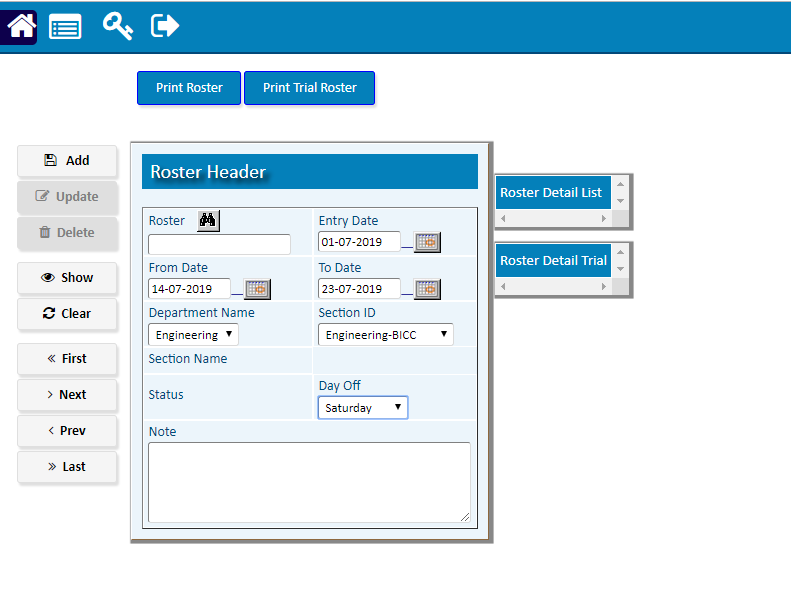 Print Roster Print Trial Roster
Add
Update
Delete
Show
Clear
First
Next
Prev
Last
Roster Header
Roster Entry Date
01-07-2019
From Date To Date
14-07-2019 23-07-2019
Department Name Section ID
Engineering Engineering-BICC
Section Name
Status Day Off
Saturday
Note
Roster Detail List
Roster Detail Trial